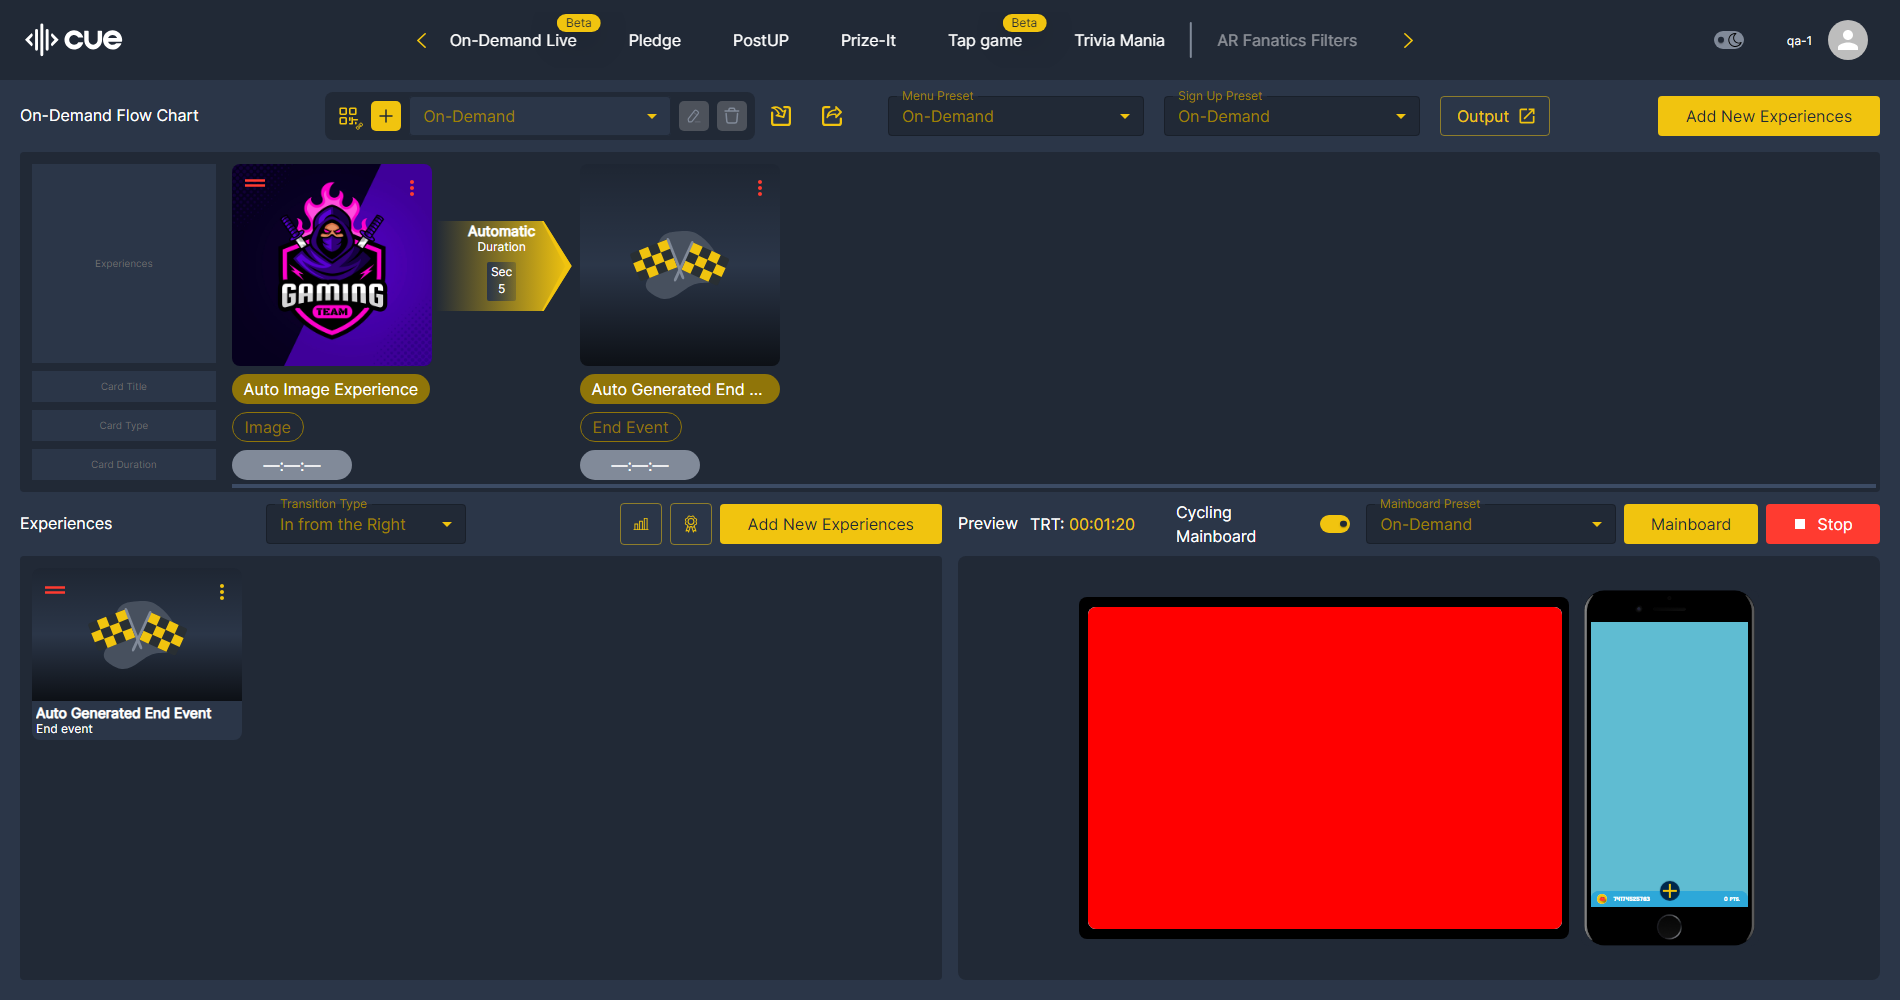 cue
On-Demand Live
Beta
Pledge
PostUP
Prize-It
Tap game
Beta
Trivia Mania
AR Fanatics Filters
qa-1
On-Demand Flow Chart
On-Demand
Menu Preset
On-Demand
Sign Up Preset
On-Demand
Output
Add New Experiences
Experiences
GAMING
TEAM
Automatic
Duration
Sec
5
Card Title
Auto Image Experience
Auto Generated End ...
Card Type
Image
End Event
Card Duration
—:—:—
—:—:—
Experiences
Transition Type
In from the Right
Add New Experiences
Preview
TRT: 00:01:20
Cycling
Mainboard
Mainboard Preset
On-Demand
Mainboard
Stop
Auto Generated End Event
End event
0 PTS.